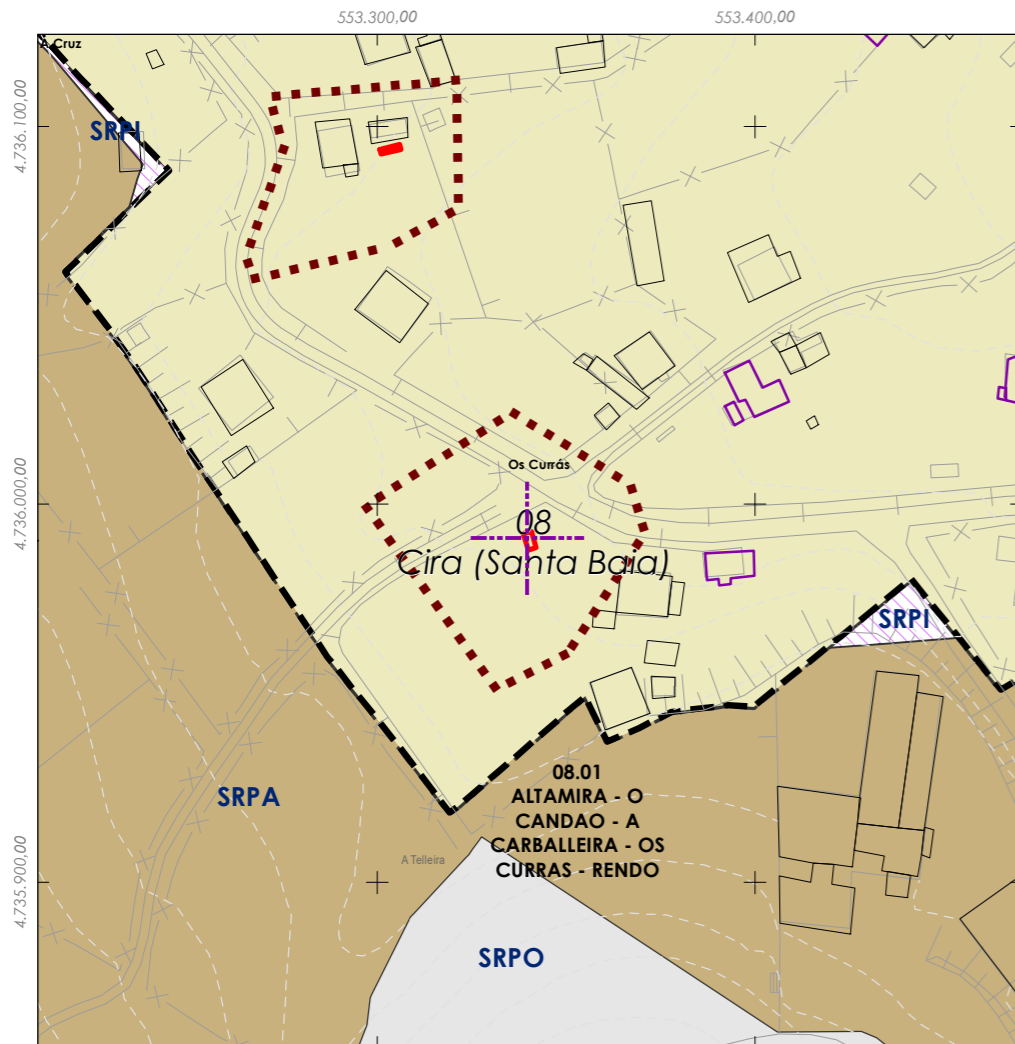 553.300,00
553.400,00
4.736.100,00
4.736.000,00
4.735.900,00
A Cruz
SRPI
Os Currás
08
Cira (Santa Baia)
SRPI
SRPA
08.01
ALTAMIRA - O
CANDAO - A
CARBALLEIRA - OS
CURRAS - RENDO
A Telleira
SRPO